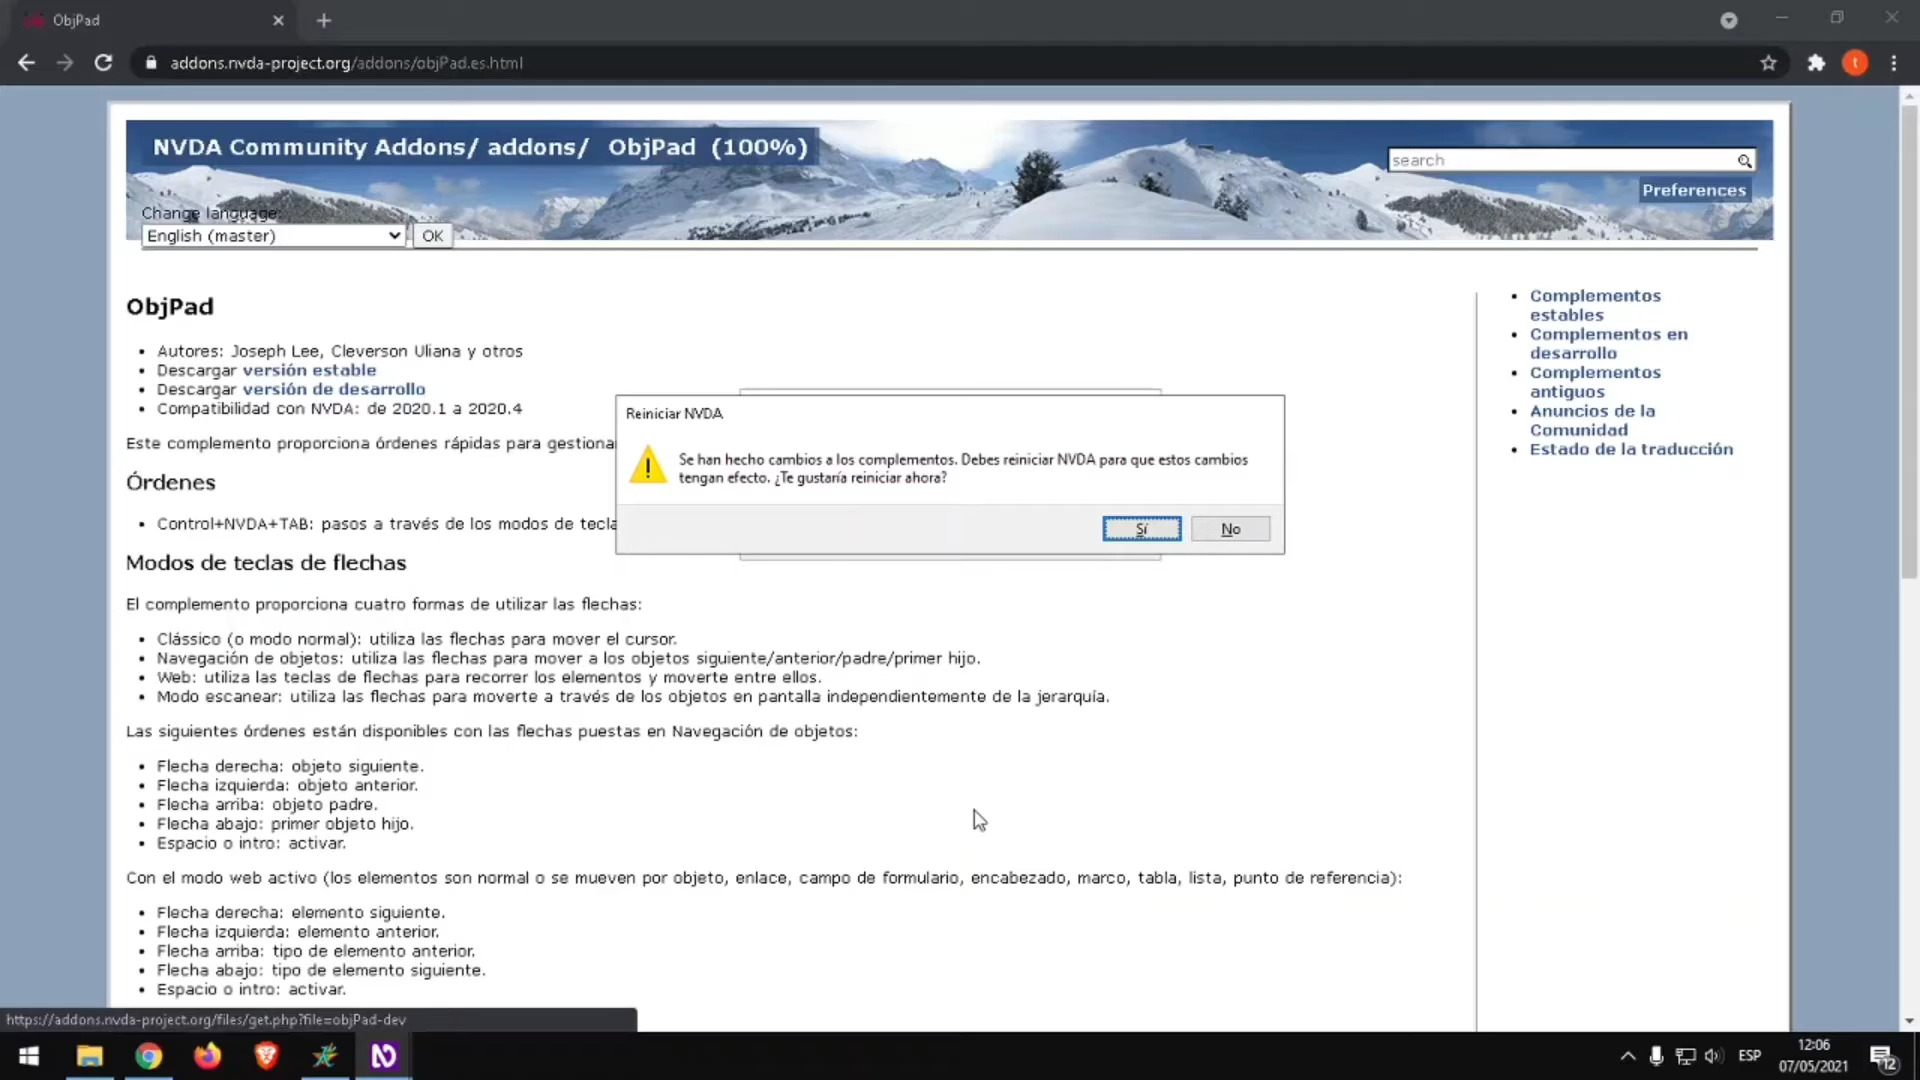 ObjPad
addons.nvda-project.org/addons/objPad.es.html
t
NVDA Community Addons/ addons/ ObjPad (100%)
search
Preferences
Change language:
English (master)
OK
ObjPad
Autores: Joseph Lee, Cleverson Uliana y otros
Descargar versión estable
Descargar versión de desarrollo
Compatibilidad con NVDA: de 2020.1 a 2020.4
Este complemento proporciona órdenes rápidas para gestiona
Órdenes
Control+NVDA+TAB: pasos a través de los modos de tecla
Modos de teclas de flechas
El complemento proporciona cuatro formas de utilizar las flechas:
Clássico (o modo normal): utiliza las flechas para mover el cursor.
Navegación de objetos: utiliza las flechas para mover a los objetos siguiente/anterior/padre/primer hijo.
Web: utiliza las teclas de flechas para recorrer los elementos y moverte entre ellos.
Modo escanear: utiliza las flechas para moverte a través de los objetos en pantalla independientemente de la jerarquía.
Las siguientes órdenes están disponibles con las flechas puestas en Navegación de objetos:
Flecha derecha: objeto siguiente.
Flecha izquierda: objeto anterior.
Flecha arriba: objeto padre.
Flecha abajo: primer objeto hijo.
Espacio o intro: activar.
Con el modo web activo (los elementos son normal o se mueven por objeto, enlace, campo de formulario, encabezado, marco, tabla, lista, punto de referencia):
Flecha derecha: elemento siguiente.
Flecha izquierda: elemento anterior.
Flecha arriba: tipo de elemento anterior.
Flecha abajo: tipo de elemento siguiente.
Espacio o intro: activar.
Complementos
estables
Complementos en
desarrollo
Complementos
antiguos
Anuncios de la
Comunidad
Estado de la traducción
Reiniciar NVDA
Se han hecho cambios a los complementos. Debes reiniciar NVDA para que estos cambios
tengan efecto. ¿Te gustaría reiniciar ahora?
Sí
No
https://addons.nvda-project.org/files/get.php?file=objPad-dev
ESP
12:06
07/05/2021
12